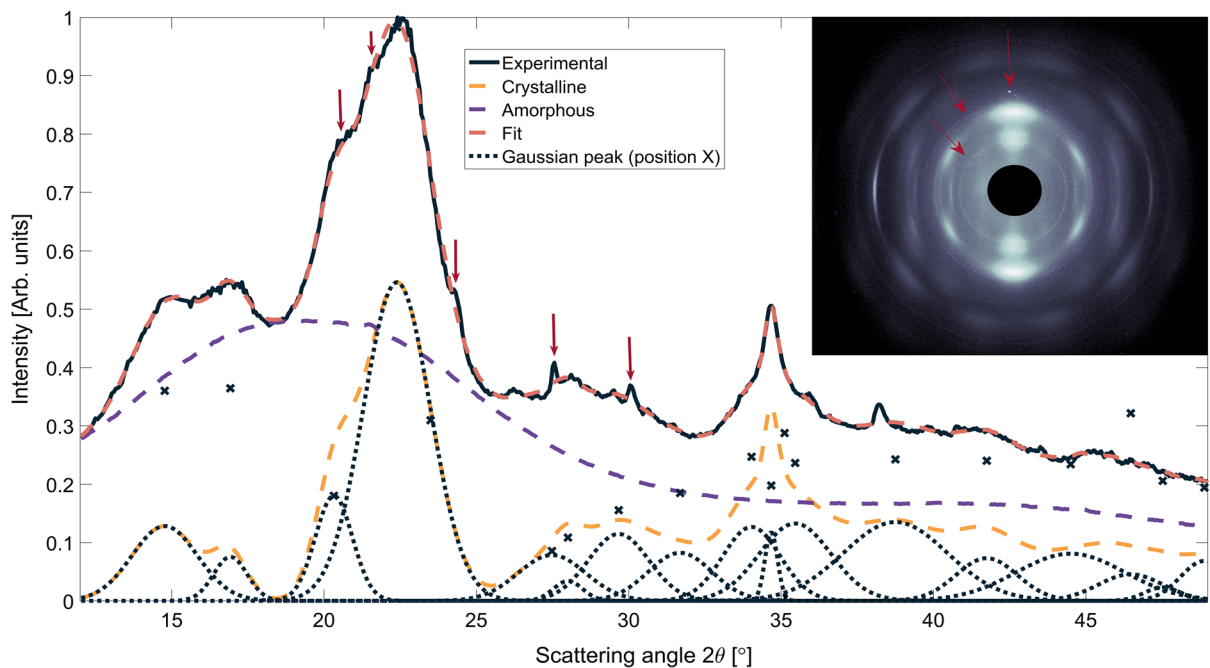 1
0.9
0.8
0.7
0.6
0.5
0.4
0.3
0.2
0.1
0
Intensity [Arb. units]
Experimental
Crystalline
Amorphous
Fit
Gaussian peak (position X)
15
20
25
30
35
40
45
Scattering angle 2θ [°]